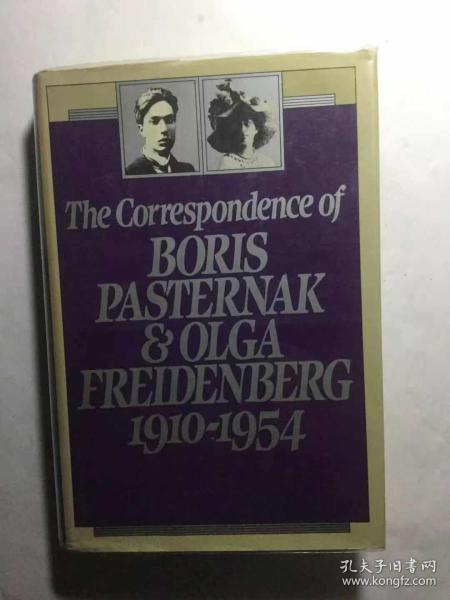 The Correspondence of
BORIS
PASTERNAK
& OLGA
FREIDENBERG
1910-1954
孔夫子旧书网
www.kongfz.com